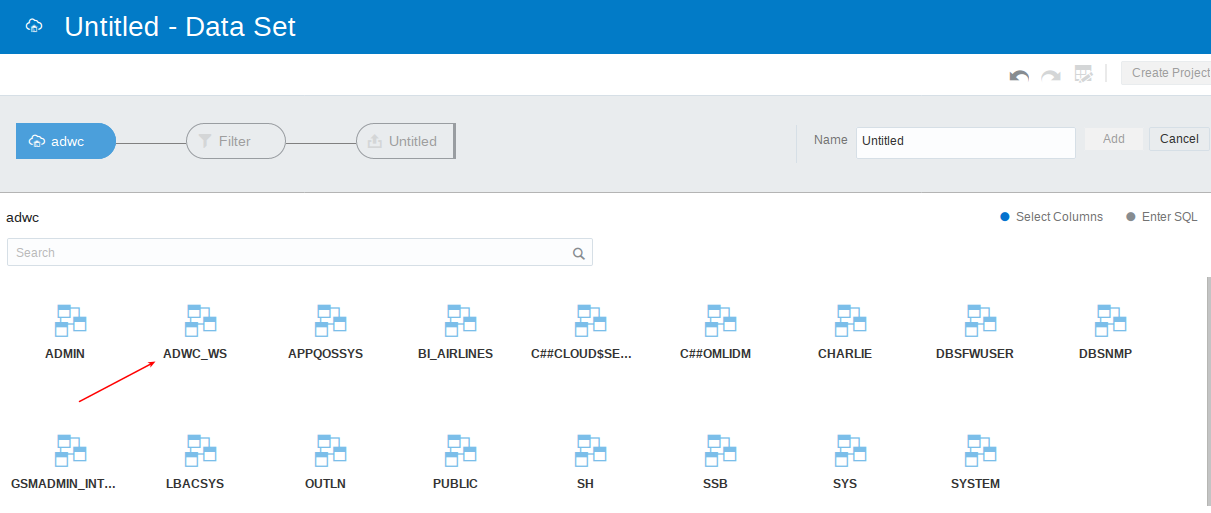 Untitled - Data Set
Create Project
adwc
Filter
Untitled
Name
Untitled
Add
Cancel
adwc
Select Columns
Enter SQL
Search
ADMIN
ADWC_WS
APPQOSSYS
BI_AIRLINES
C##CLOUD$SE...
C##OMLIDM
CHARLIE
DBSFWUSER
DBSNMP
GSMADMIN_INT...
LBACSYS
OUTLN
PUBLIC
SH
SSB
SYS
SYSTEM